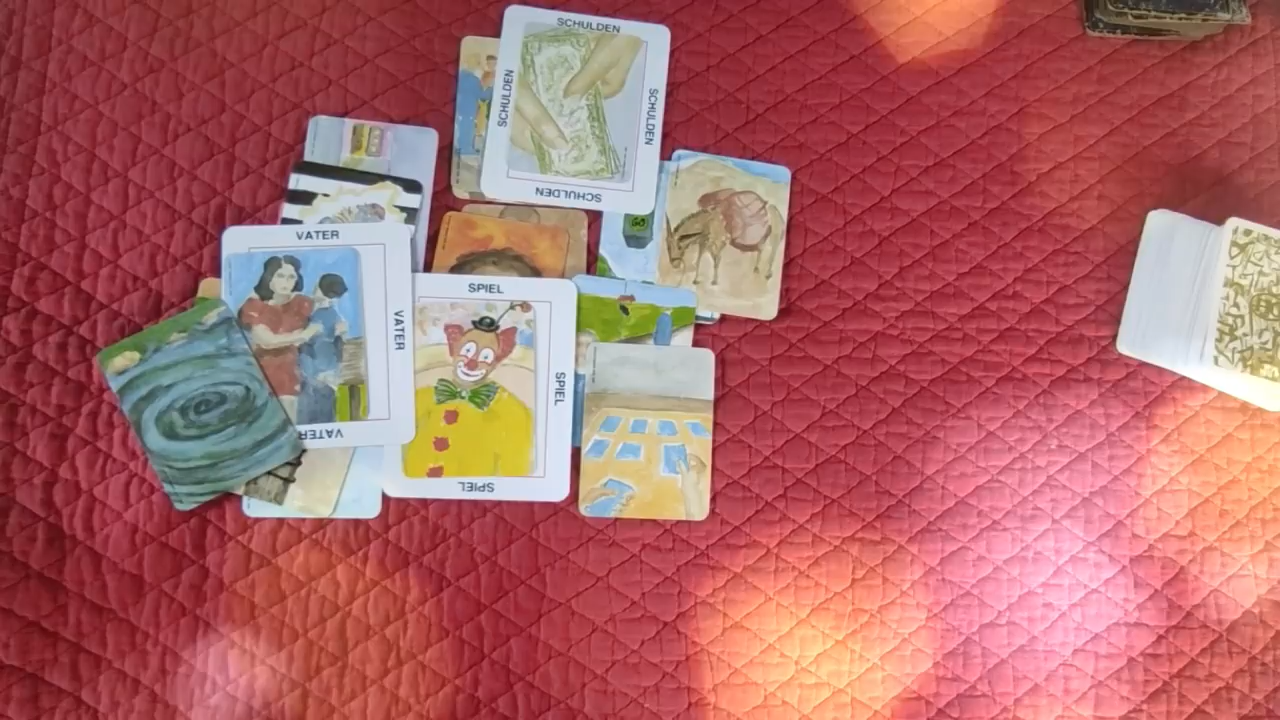 SCHULDEN
SCHULDEN
SCHULDEN
SCHULDEN
GO
VATER
VATER
VATER
SPIEL
SPIEL
SPIEL